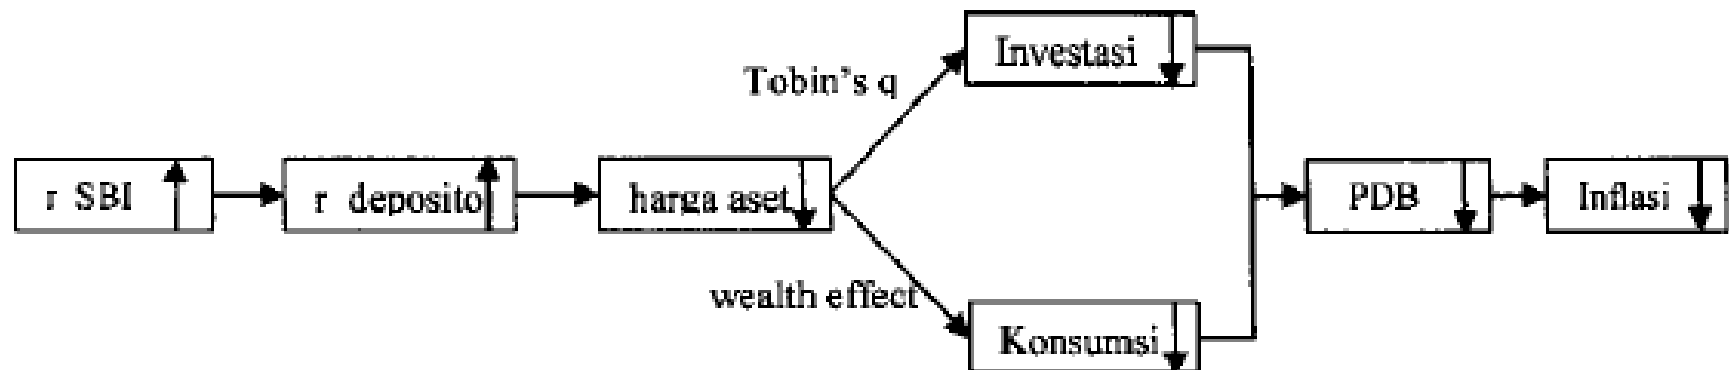 Investasi
Tobin's q
r SBI
r deposito
harga aset
PDB
Inflasi
wealth effect
Konsumsi